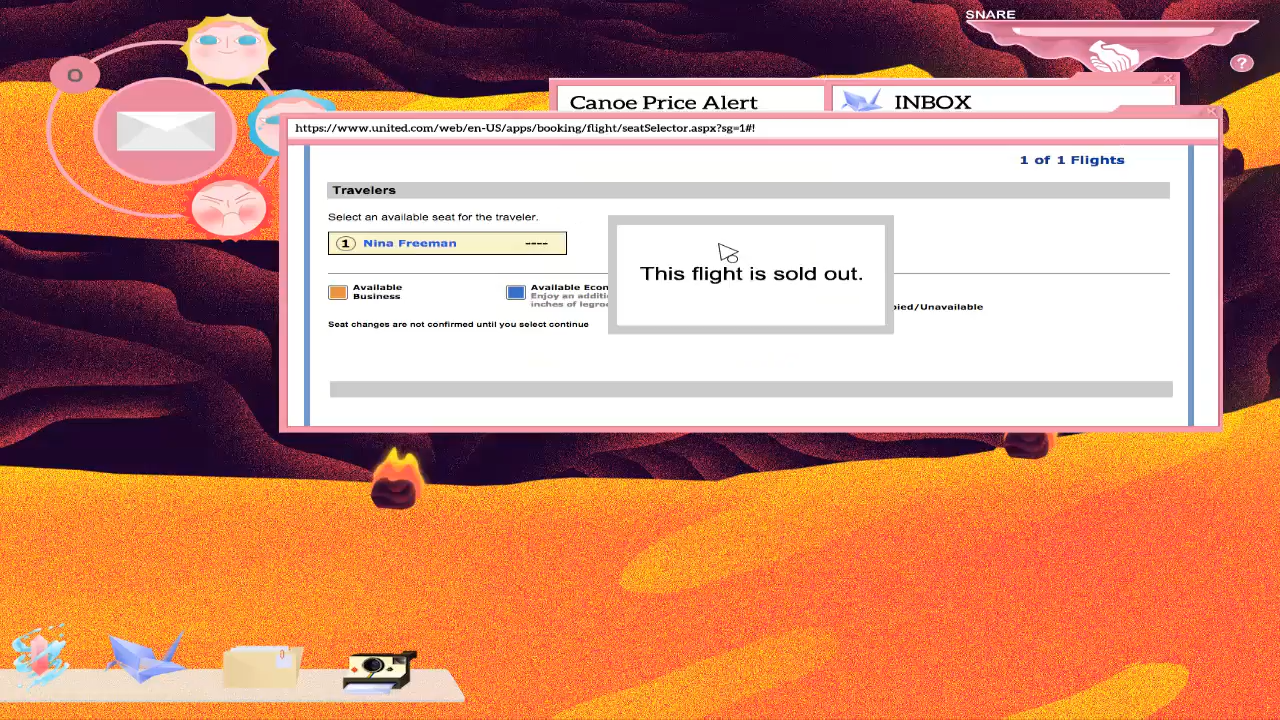 SNARE
O
?
Canoe Price Alert
INBOX
https://www.united.com/web/en-US/apps/booking/flight/seatSelector.aspx?sg=1#!
1 of 1 Flights
Travelers
Select an available seat for the traveler.
1 Nina Freeman ----
This flight is sold out.
Available
Business
Available Econ
Enjoy an additi
inches of legro
pied/Unavailable
Seat changes are not confirmed until you select continue